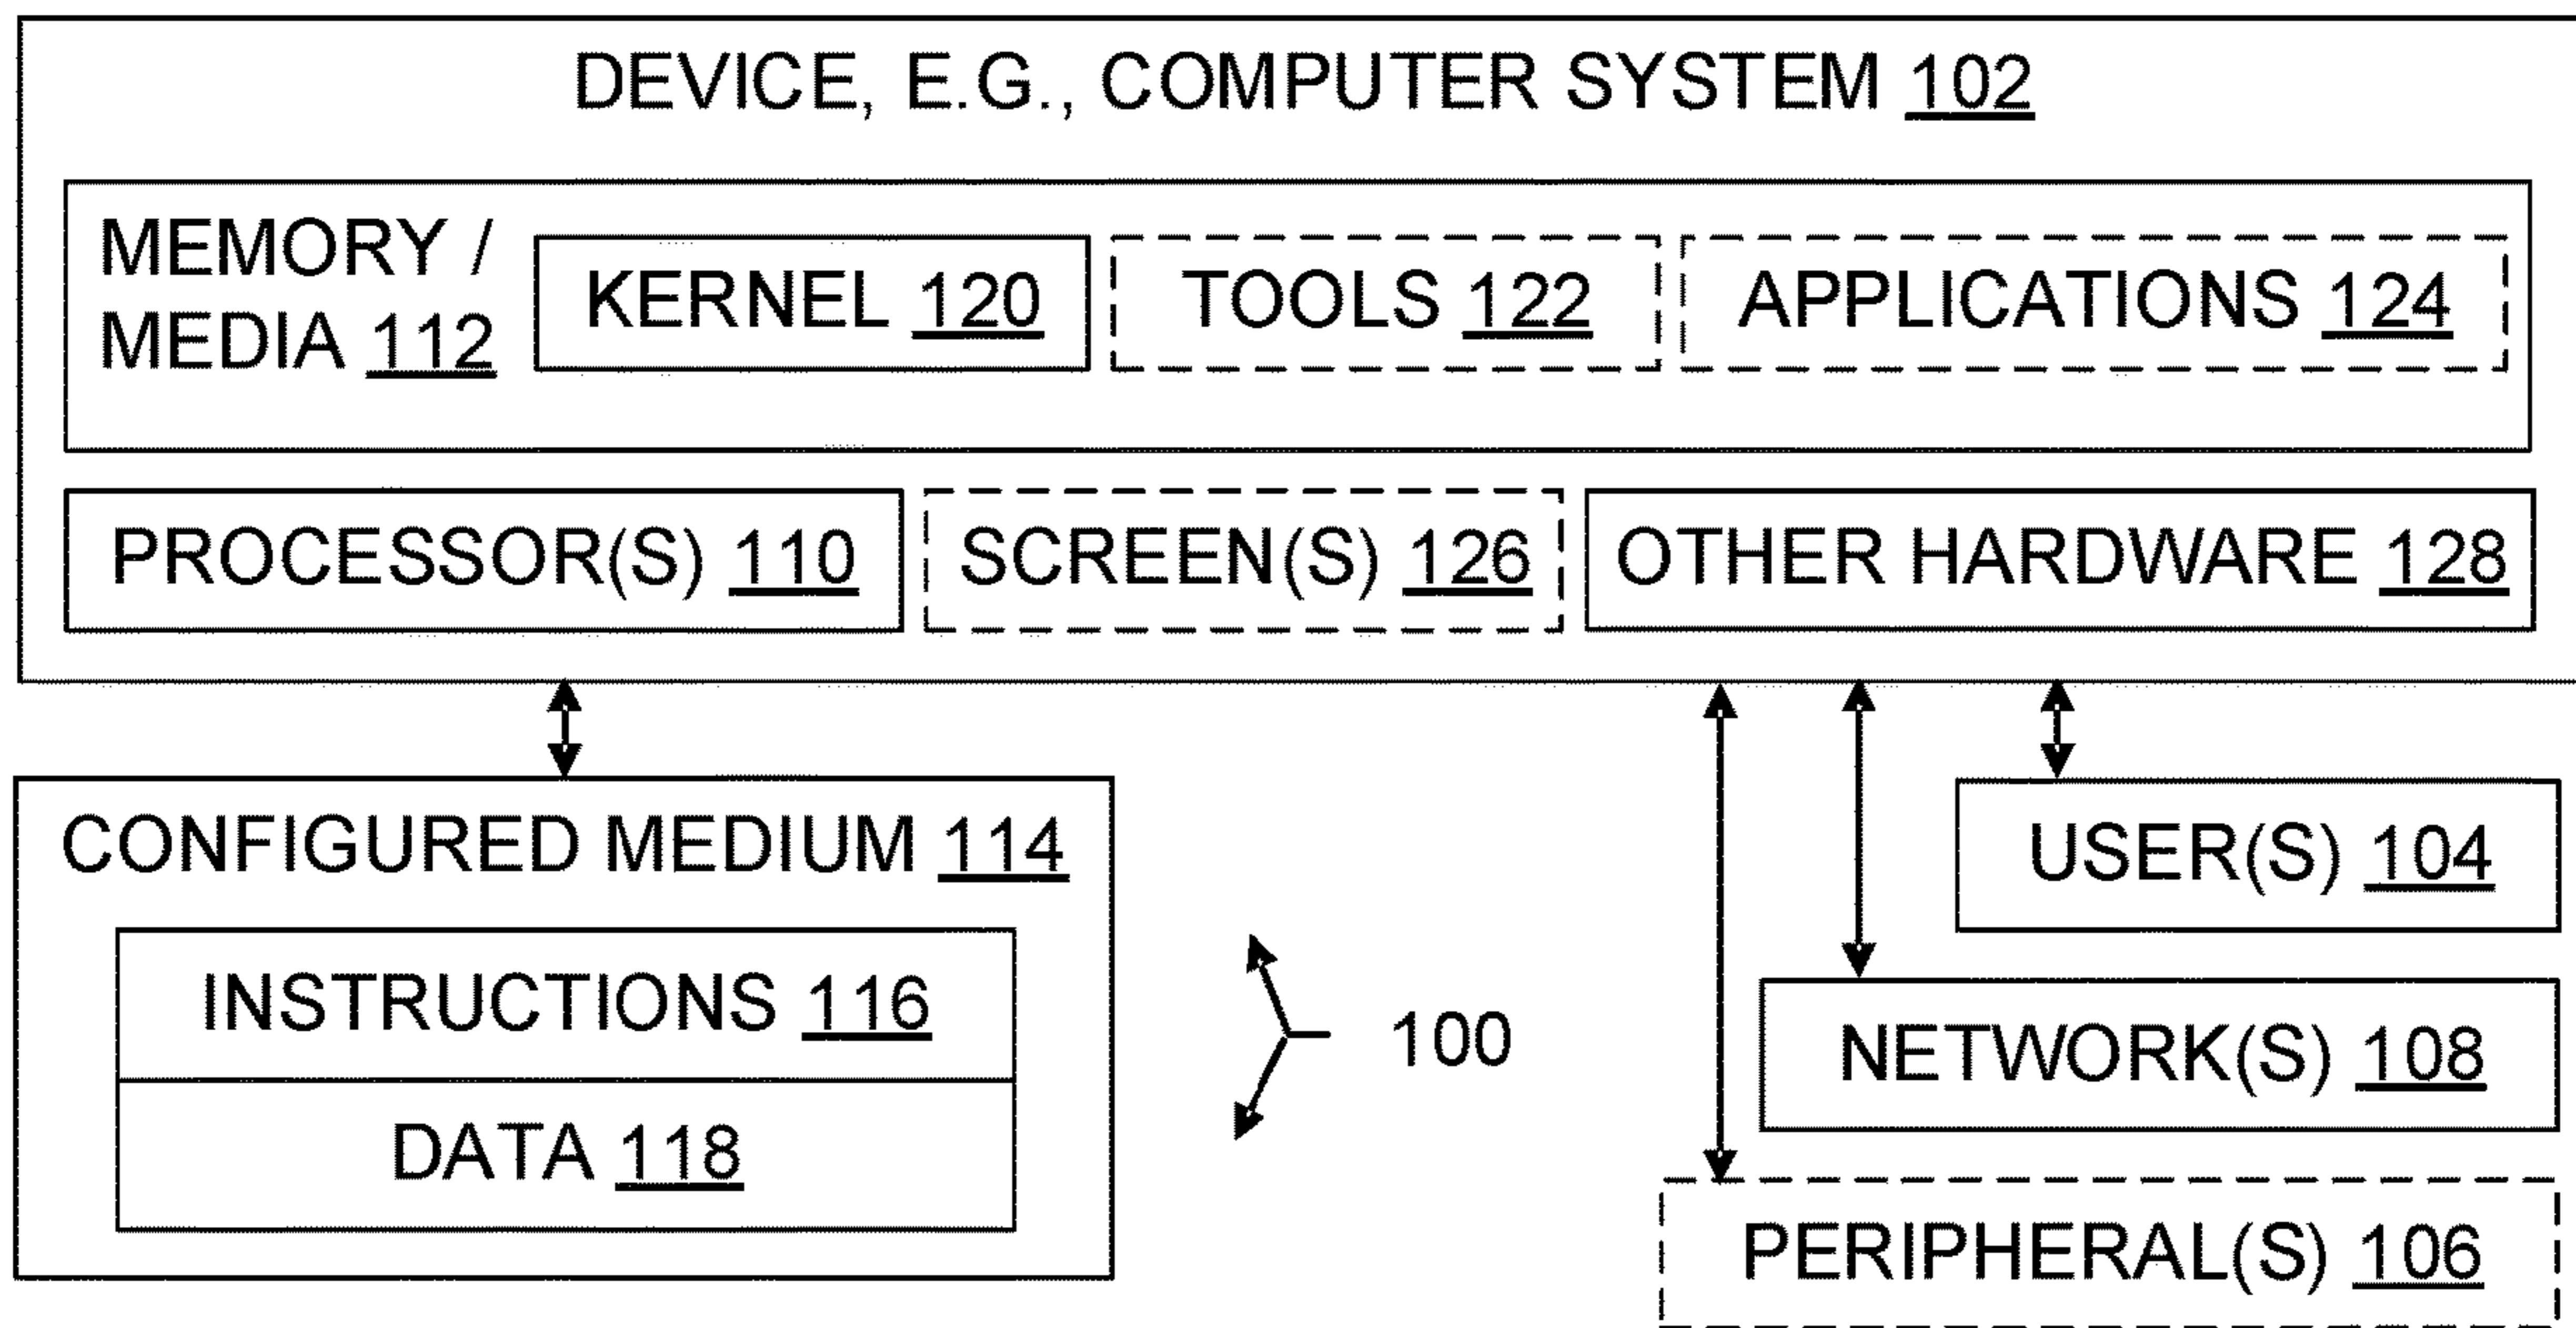 DEVICE, E.G., COMPUTER SYSTEM 102
MEMORY /
MEDIA 112
KERNEL 120
TOOLS 122
APPLICATIONS 124
PROCESSOR(S) 110
SCREEN(S) 126
OTHER HARDWARE 128
CONFIGURED MEDIUM 114
INSTRUCTIONS 116
DATA 118
100
USER(S) 104
NETWORK(S) 108
PERIPHERAL(S) 106